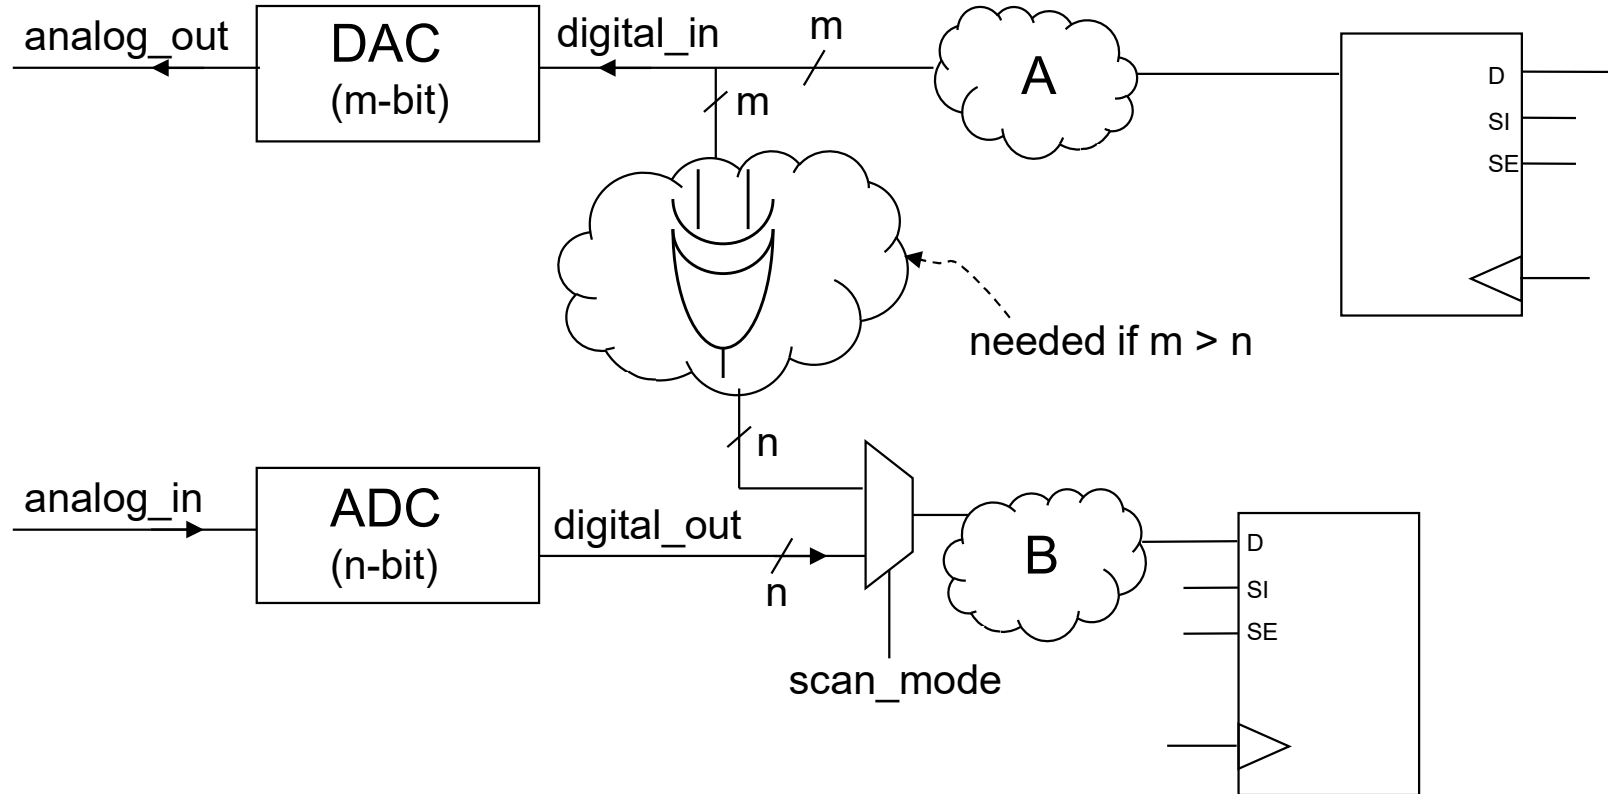 analog_out
DAC
(m-bit)
digital_in
m
A
D
SI
SE
m
needed if m > n
n
analog_in
ADC
(n-bit)
digital_out
n
B
D
SI
SE
scan_mode